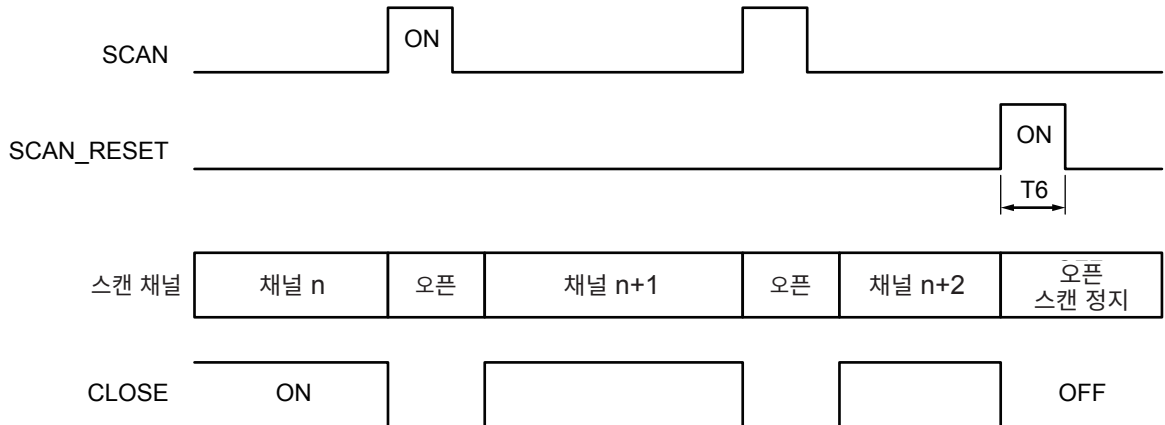 SCAN
ON
SCAN_RESET
ON
T6
스캔 채널
채널 n
오픈
채널 n+1
오픈
채널 n+2
오픈
스캔 정지
CLOSE
ON
OFF